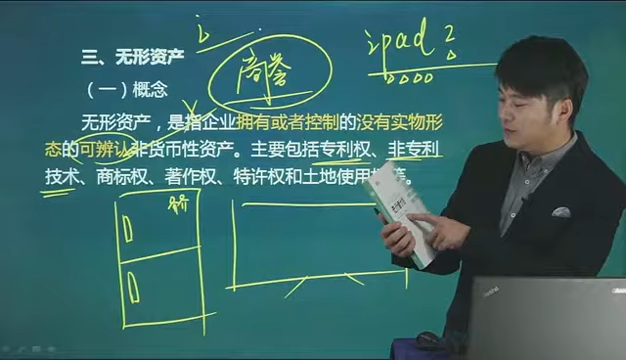 商誉
ipad 2
三、无形资产
（一）概念
无形资产，是指企业拥有或者控制的没有实物形
态的可辨认非货币性资产。主要包括专利权、非专利
技术、商标权、著作权、特许权和土地使用权等。
ThinkPad